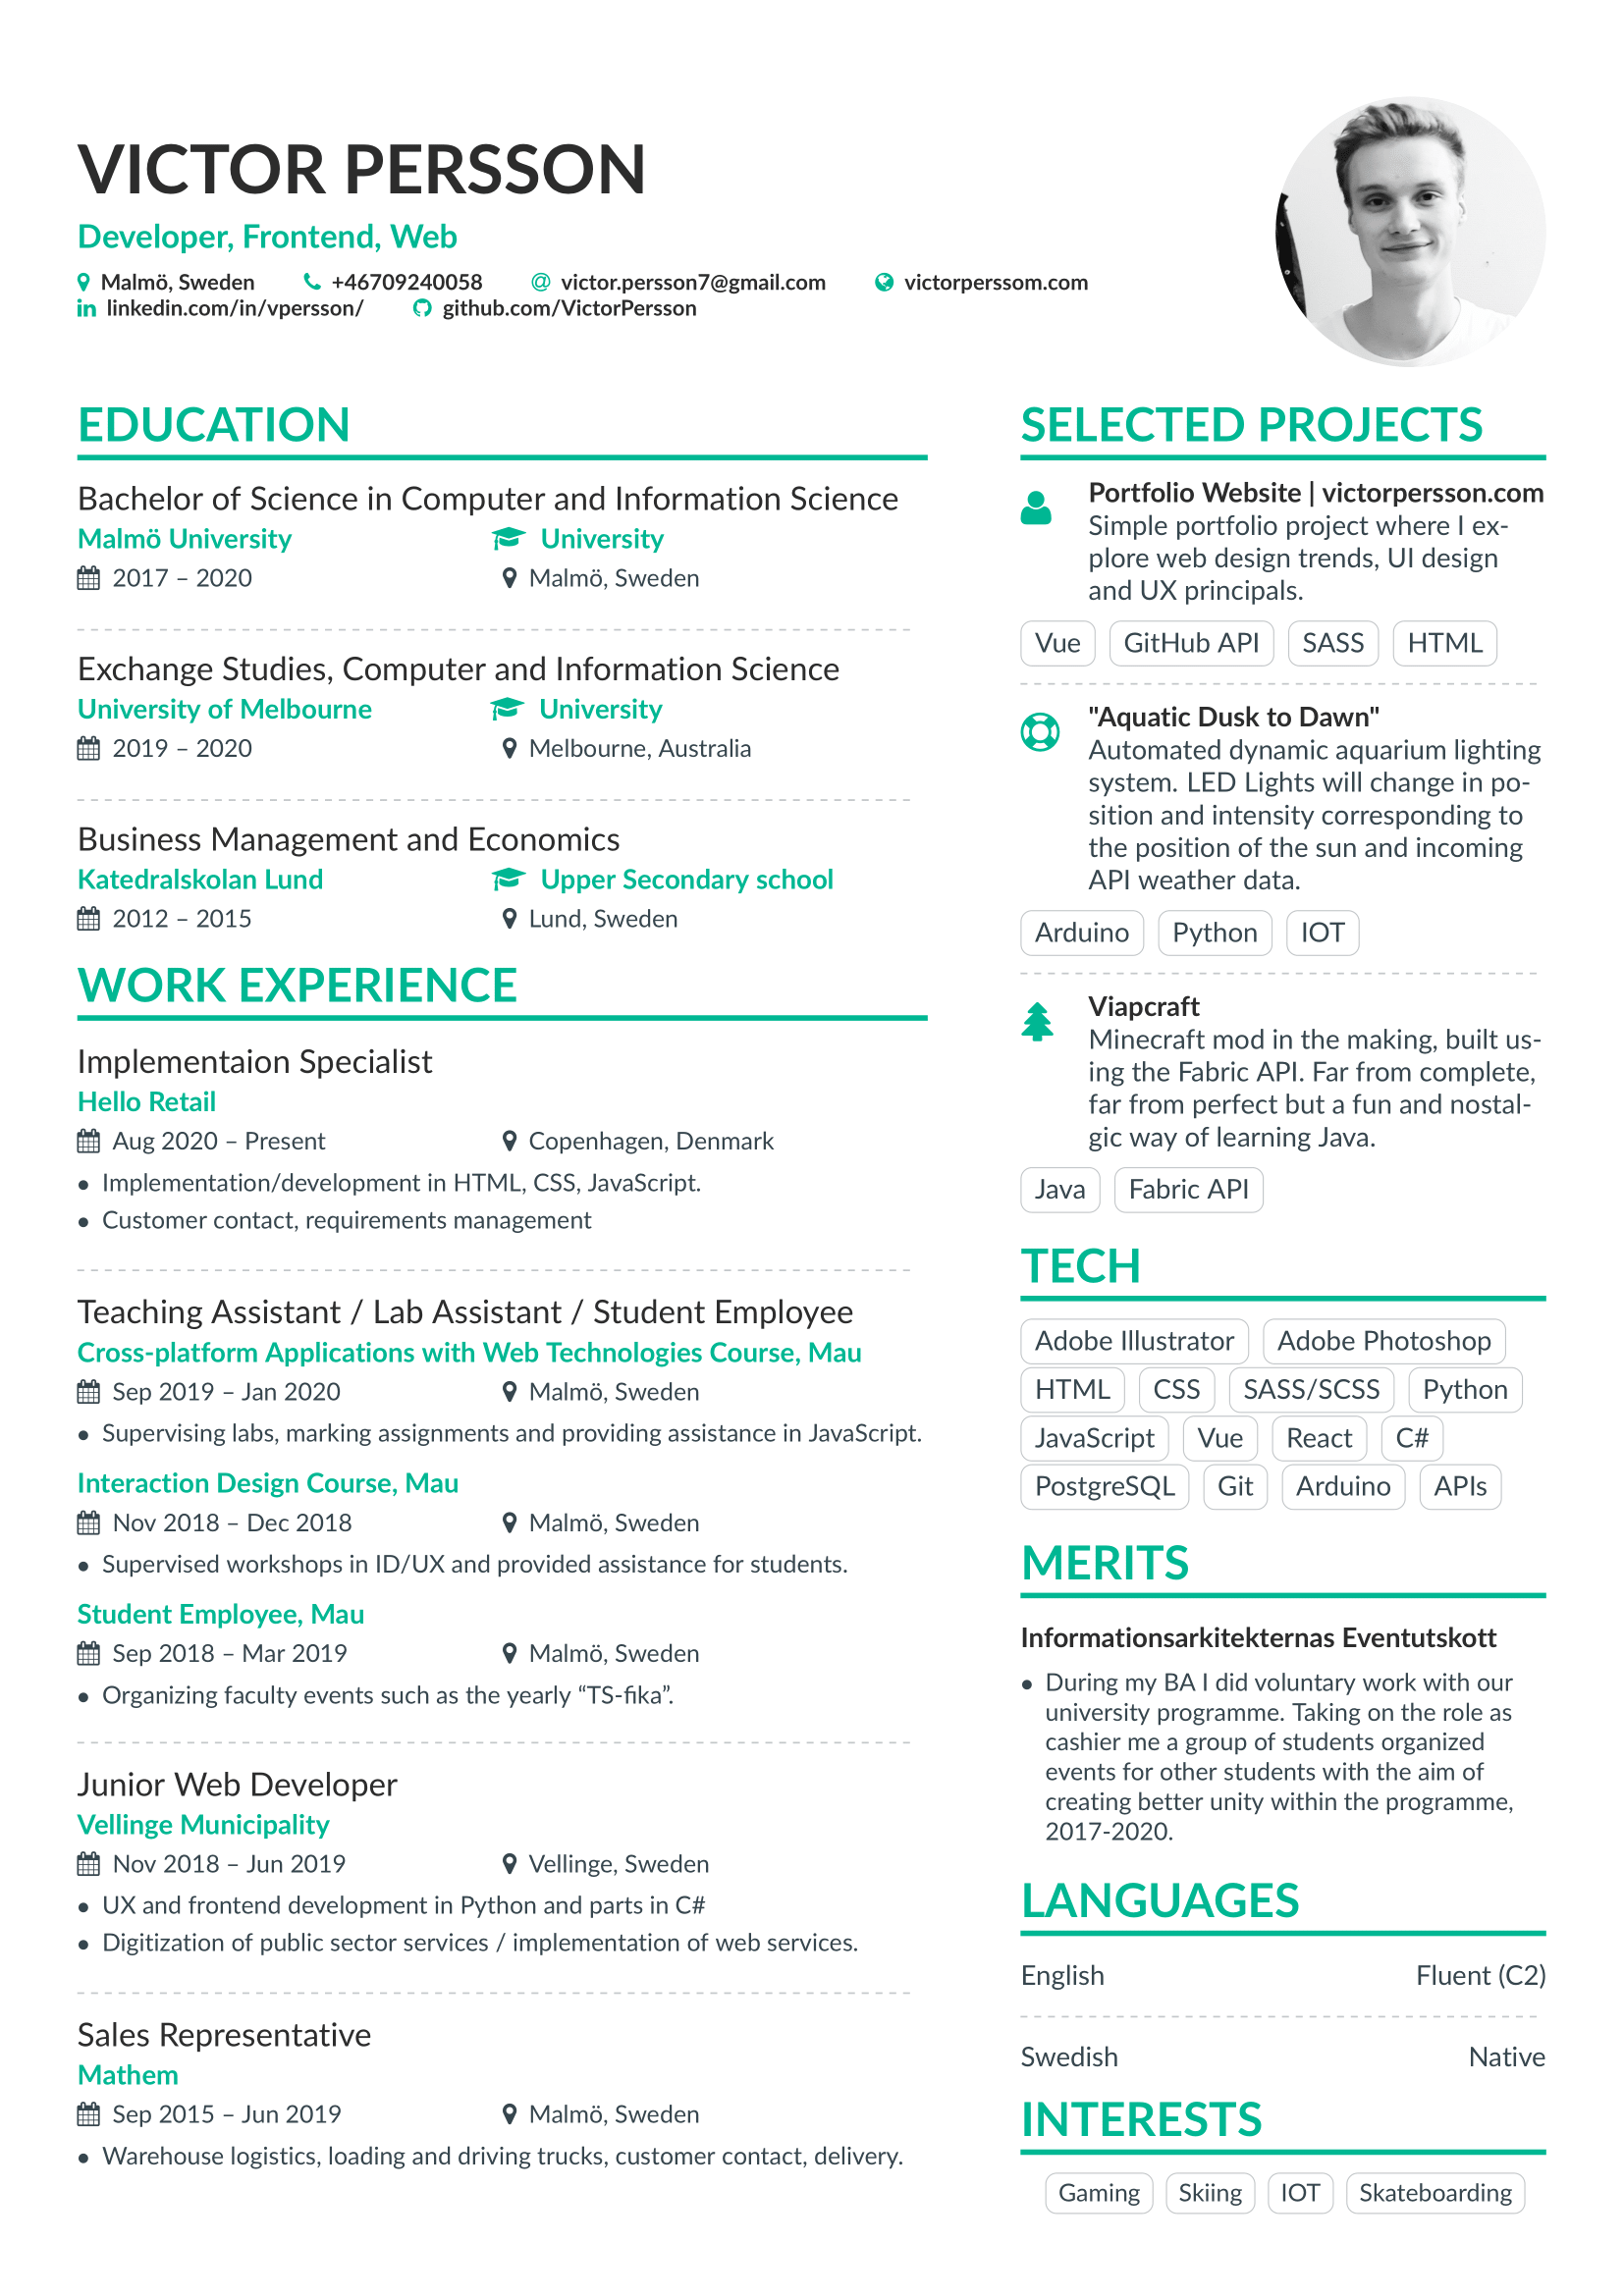 VICTOR PERSSON
Developer, Frontend, Web
Malmö, Sweden +46709240058 @ victor.persson7@gmail.com victorperssom.com
in linkedin.com/in/vpersson/ github.com/VictorPersson
EDUCATION
Bachelor of Science in Computer and Information Science
Malmö University University
2017 – 2020 Malmö, Sweden
Exchange Studies, Computer and Information Science
University of Melbourne University
2019 – 2020 Melbourne, Australia
Business Management and Economics
Katedralskolan Lund Upper Secondary school
2012 – 2015 Lund, Sweden
WORK EXPERIENCE
Implementaion Specialist
Hello Retail
Aug 2020 – Present Copenhagen, Denmark
• Implementation/development in HTML, CSS, JavaScript.
• Customer contact, requirements management
Teaching Assistant / Lab Assistant / Student Employee
Cross-platform Applications with Web Technologies Course, Mau
Sep 2019 – Jan 2020 Malmö, Sweden
• Supervising labs, marking assignments and providing assistance in JavaScript.
Interaction Design Course, Mau
Nov 2018 – Dec 2018 Malmö, Sweden
• Supervised workshops in ID/UX and provided assistance for students.
Student Employee, Mau
Sep 2018 – Mar 2019 Malmö, Sweden
• Organizing faculty events such as the yearly “TS-fika”.
Junior Web Developer
Vellinge Municipality
Nov 2018 – Jun 2019 Vellinge, Sweden
• UX and frontend development in Python and parts in C#
• Digitization of public sector services / implementation of web services.
Sales Representative
Mathem
Sep 2015 – Jun 2019 Malmö, Sweden
• Warehouse logistics, loading and driving trucks, customer contact, delivery.
SELECTED PROJECTS
Portfolio Website | victorpersson.com
Simple portfolio project where I ex-
plore web design trends, UI design
and UX principals.
Vue GitHub API SASS HTML
"Aquatic Dusk to Dawn"
Automated dynamic aquarium lighting
system. LED Lights will change in po-
sition and intensity corresponding to
the position of the sun and incoming
API weather data.
Arduino Python IOT
Viapcraft
Minecraft mod in the making, built us-
ing the Fabric API. Far from complete,
far from perfect but a fun and nostal-
gic way of learning Java.
Java Fabric API
TECH
Adobe Illustrator Adobe Photoshop
HTML CSS SASS/SCSS Python
JavaScript Vue React C#
PostgreSQL Git Arduino APIs
MERITS
Informationsarkitekternas Eventutskott
• During my BA I did voluntary work with our
university programme. Taking on the role as
cashier me a group of students organized
events for other students with the aim of
creating better unity within the programme,
2017-2020.
LANGUAGES
English Fluent (C2)
Swedish Native
INTERESTS
Gaming Skiing IOT Skateboarding